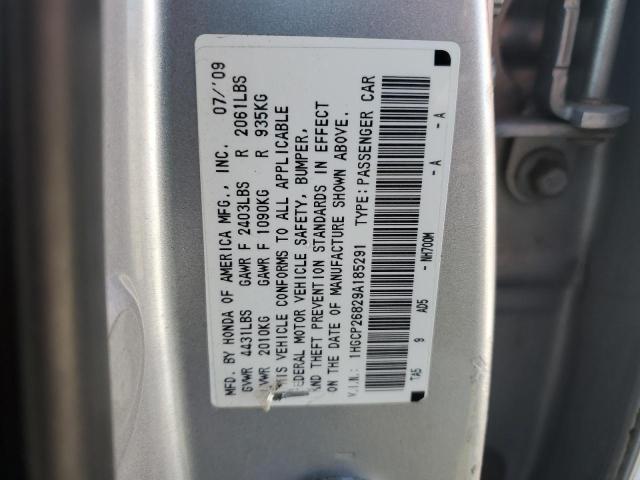 MFD. BY HONDA OF AMERICA MFG., INC. 07/'09
GVWR 4431LBS GAWR F 2403LBS R 2061LBS
GVWR 2010KG GAWR F 1090KG R 935KG
THIS VEHICLE CONFORMS TO ALL APPLICABLE
FEDERAL MOTOR VEHICLE SAFETY, BUMPER,
AND THEFT PREVENTION STANDARDS IN EFFECT
ON THE DATE OF MANUFACTURE SHOWN ABOVE.
V.I.N.: 1HGCP26829A185291 TYPE: PASSENGER CAR
TA5 9 AD5 -NH700M -A -A